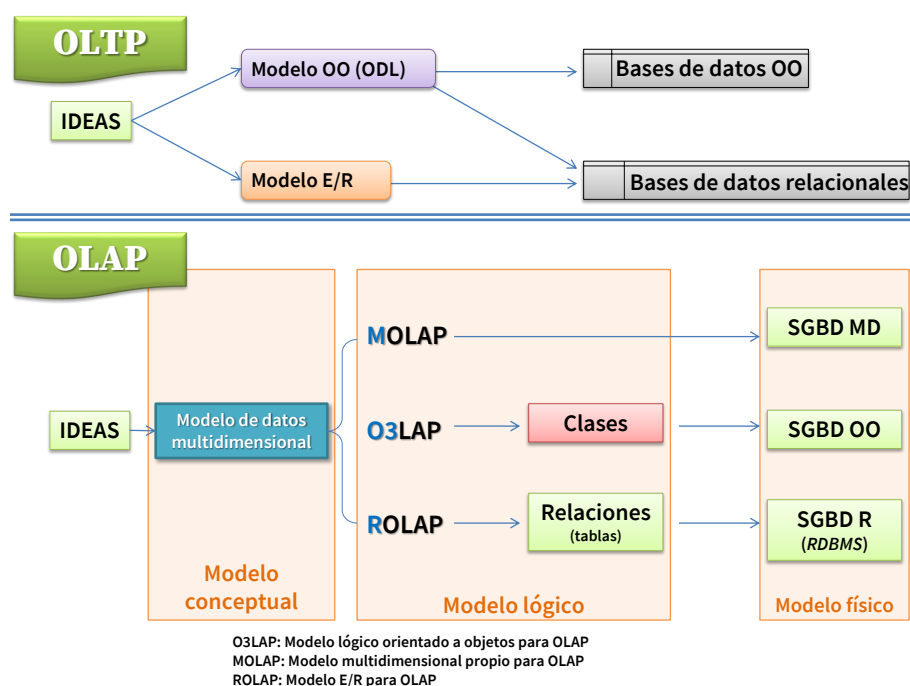 OLTP
Modelo OO (ODL)
Bases de datos OO
IDEAS
Modelo E/R
Bases de datos relacionales
OLAP
MOLAP
SGBD MD
IDEAS
Modelo de datos
multidimensional
O3LAP
Clases
SGBD OO
ROLAP
Relaciones
(tablas)
SGBD R
(RDBMS)
Modelo
conceptual
Modelo lógico
Modelo físico
O3LAP: Modelo lógico orientado a objetos para OLAP
MOLAP: Modelo multidimensional propio para OLAP
ROLAP: Modelo E/R para OLAP